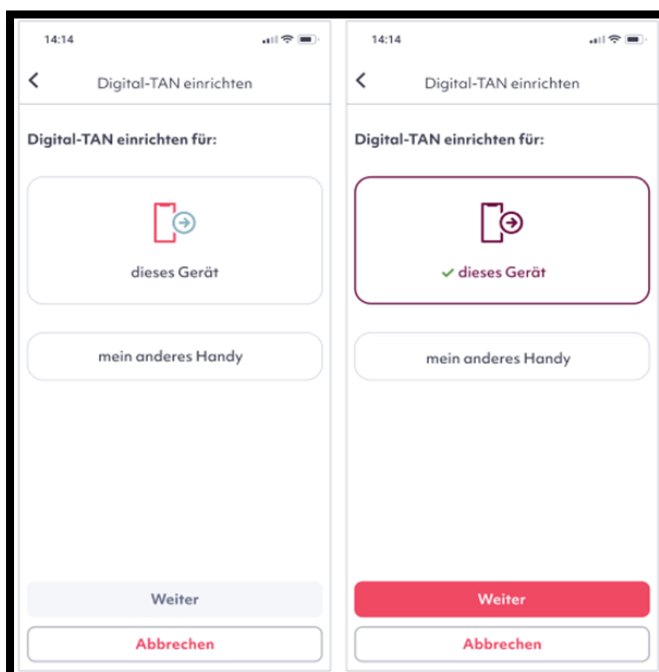 14:14
Digital-TAN einrichten
Digital-TAN einrichten für:
dieses Gerät
mein anderes Handy
Weiter
Abbrechen
14:14
Digital-TAN einrichten
Digital-TAN einrichten für:
dieses Gerät
mein anderes Handy
Weiter
Abbrechen